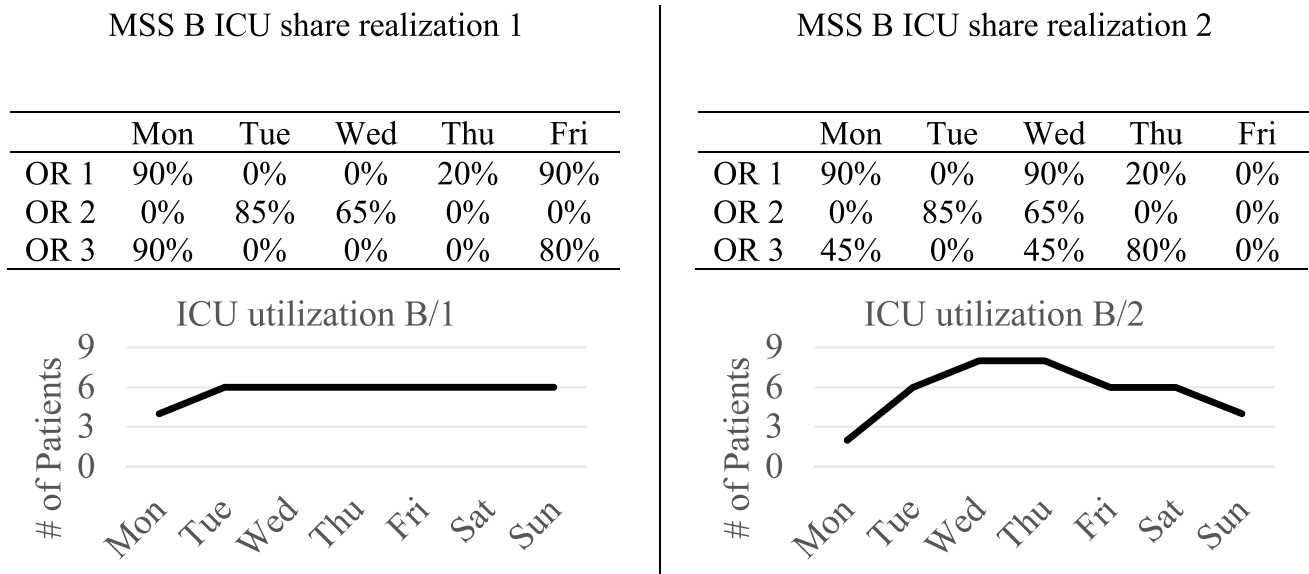 MSS B ICU share realization 1
Mon Tue Wed Thu Fri
OR 1 90% 0% 0% 20% 90%
OR 2 0% 85% 65% 0% 0%
OR 3 90% 0% 0% 0% 80%
ICU utilization B/1
# of Patients
9
6
3
0
Mon Tue Wed Thu Fri Sat Sun
MSS B ICU share realization 2
Mon Tue Wed Thu Fri
OR 1 90% 0% 90% 20% 0%
OR 2 0% 85% 65% 0% 0%
OR 3 45% 0% 45% 80% 0%
ICU utilization B/2
# of Patients
9
6
3
0
Mon Tue Wed Thu Fri Sat Sun